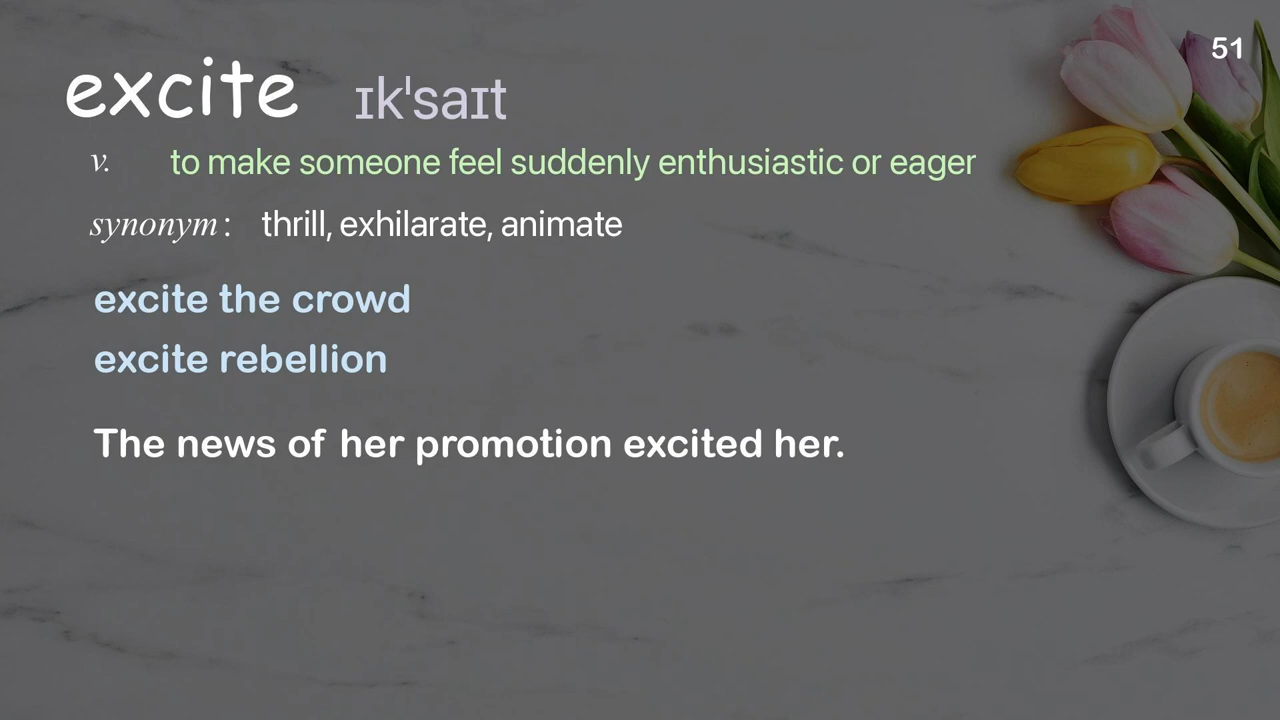 51
excite ɪkˈsaɪt
v. to make someone feel suddenly enthusiastic or eager
synonym: thrill, exhilarate, animate
excite the crowd
excite rebellion
The news of her promotion excited her.